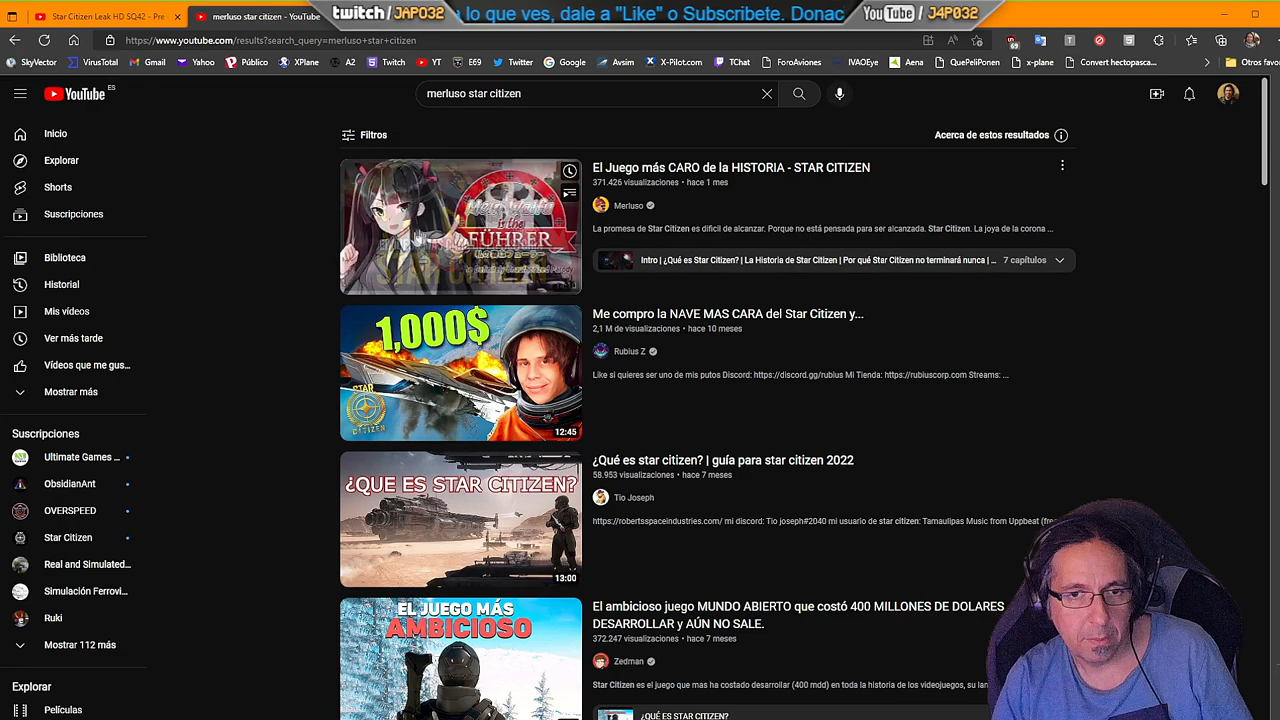 Star Citizen Leak HD SQ42 - Pre
merluso star citizen - YouTube
twitch / JAP032
lo que ves, dale a "Like" o Subscribete. Donac
YouTube / J4P032
https://www.youtube.com/results?search_query=merluso+star+citizen
69
SkyVector
VirusTotal
Gmail
Yahoo
Público
XPlane
A2
Twitch
YT
E69
Twitter
Google
Avsim
X-Pilot.com
TChat
ForoAviones
IVAOEye
Aena
QuePeliPonen
x-plane
Convert hectopasca...
Otros favo
YouTube ES
merluso star citizen
Inicio
Explorar
Shorts
Suscripciones
Biblioteca
Historial
Mis vídeos
Ver más tarde
Vídeos que me gus...
Mostrar más
Suscripciones
Ultimate Games ...
ObsidianAnt
OVERSPEED
Star Citizen
Real and Simulated...
Simulación Ferrovi...
Ruki
Mostrar 112 más
Explorar
Películas
Filtros
Acerca de estos resultados
is the
FÜHRER
El Juego más CARO de la HISTORIA - STAR CITIZEN
371.426 visualizaciones • hace 1 mes
Merluso
La promesa de Star Citizen es dificil de alcanzar. Porque no está pensada para ser alcanzada. Star Citizen. La joya de la corona ...
Intro | ¿Qué es Star Citizen? | La Historia de Star Citizen | Por qué Star Citizen no terminará nunca | ...
7 capítulos
1,000$
STAR
CITIZEN
12:45
Me compro la NAVE MAS CARA del Star Citizen y...
2,1 M de visualizaciones • hace 10 meses
Rubius Z
Like si quieres ser uno de mis putos Discord: https://discord.gg/rubius Mi Tienda: https://rubiuscorp.com Streams: ...
¿QUE ES STAR CITIZEN?
13:00
¿Qué es star citizen? | guía para star citizen 2022
58.953 visualizaciones • hace 7 meses
Tio Joseph
https://robertsspaceindustries.com/ mi discord: Tio joseph#2040 mi usuario de star citizen: Tamaulipas Music from Uppbeat (fre
EL JUEGO MÁS
AMBICIOSO
El ambicioso juego MUNDO ABIERTO que costó 400 MILLONES DE DOLARES
DESARROLLAR y AÚN NO SALE.
372.247 visualizaciones • hace 7 meses
Zedman
Star Citizen es el juego que mas ha costado desarrollar (400 mdd) en toda la historia de los videojuegos, su lan
¿QUÉ ES STAR CITIZEN?